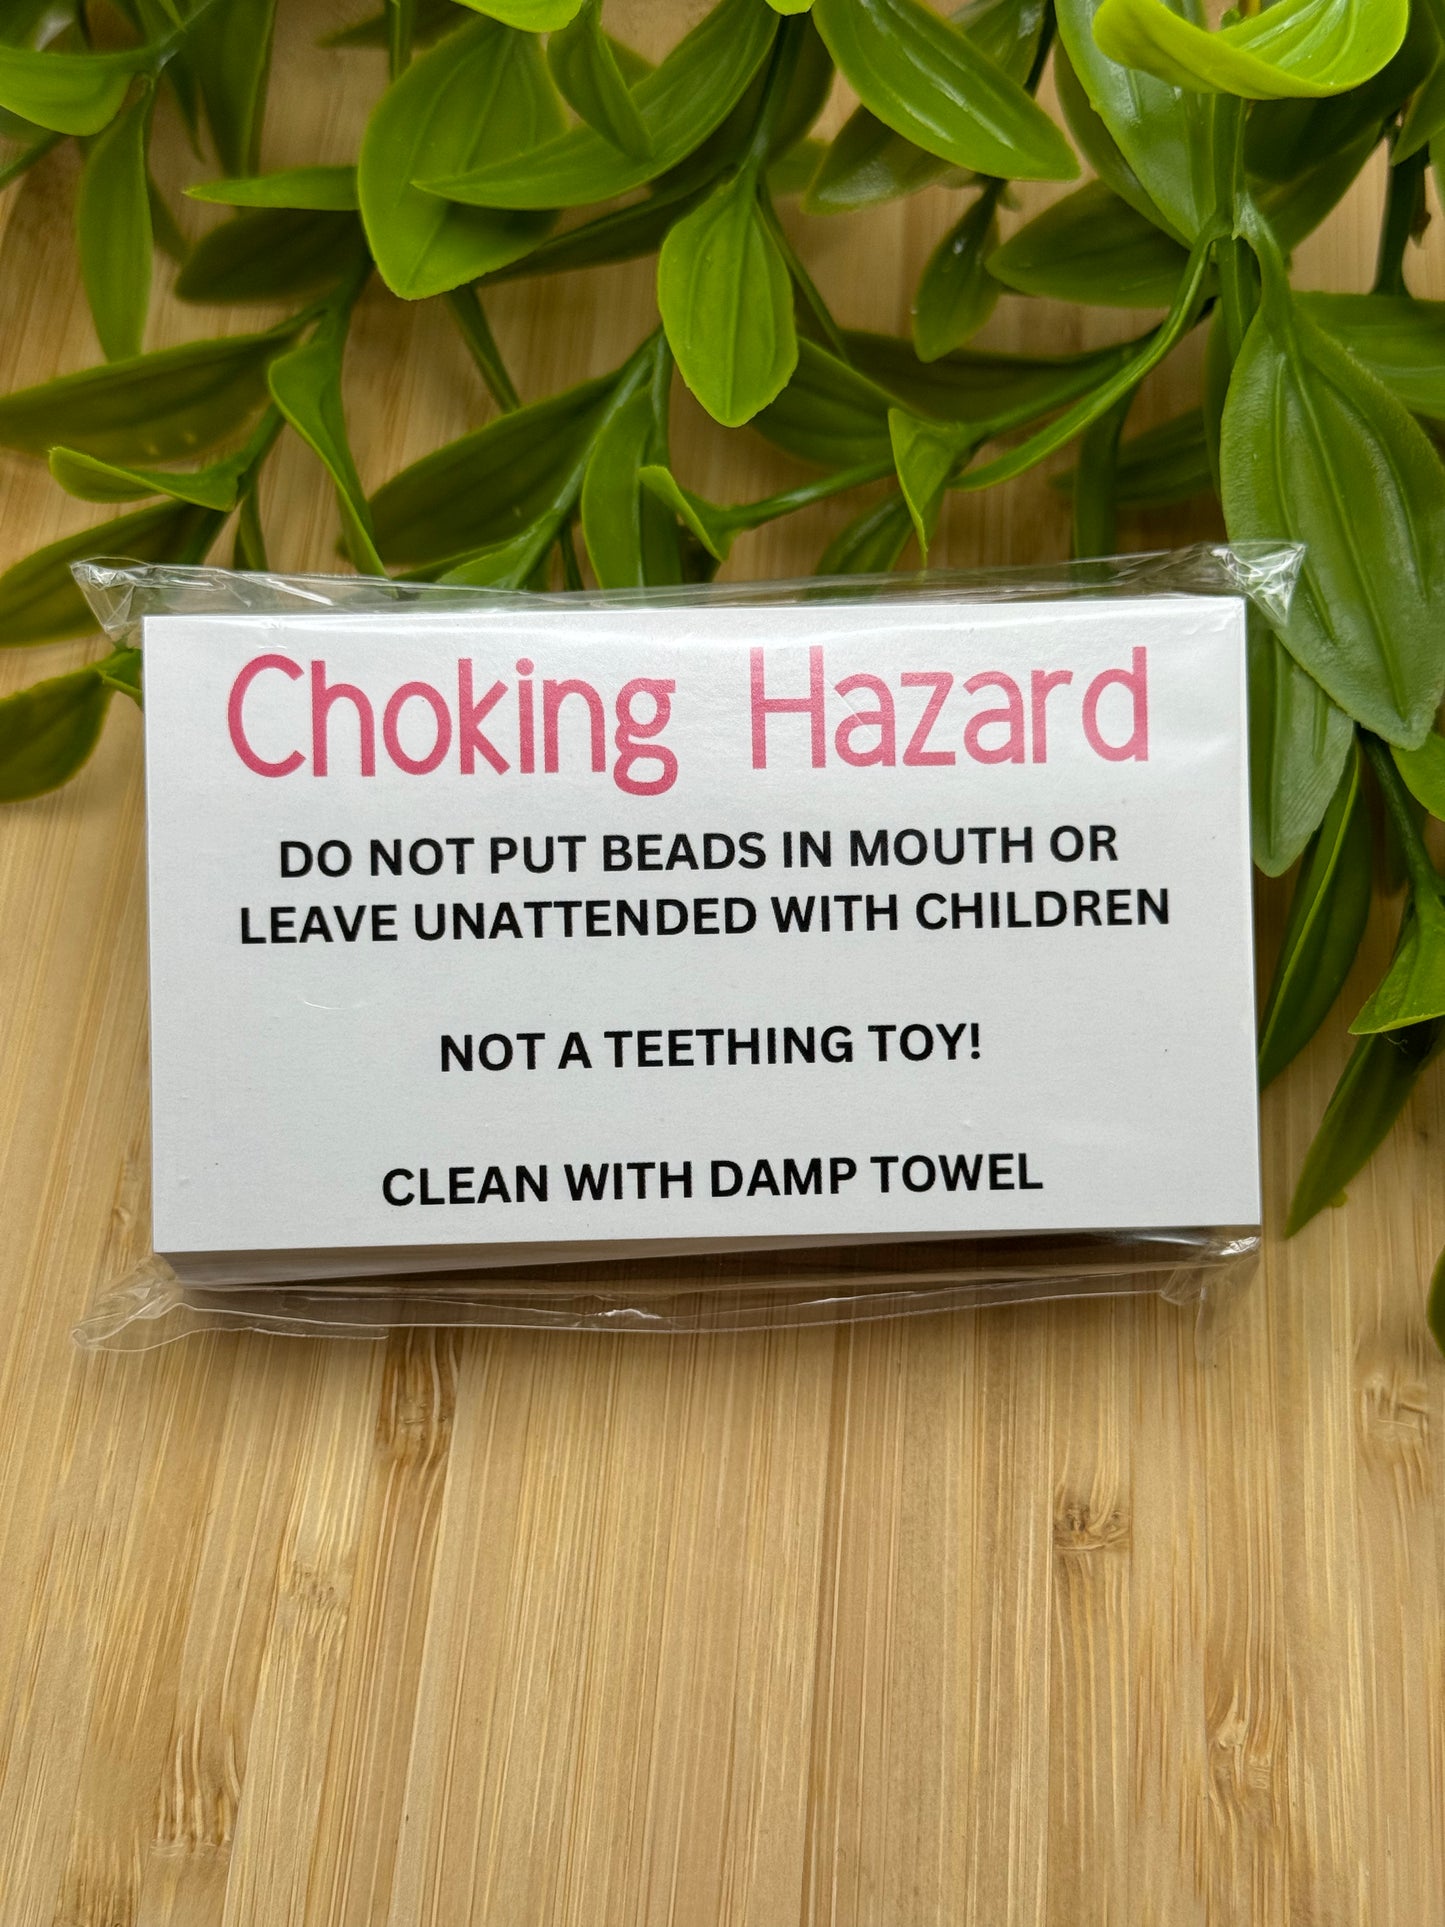 Choking Hazard
DO NOT PUT BEADS IN MOUTH OR
LEAVE UNATTENDED WITH CHILDREN
NOT A TEETHING TOY!
CLEAN WITH DAMP TOWEL